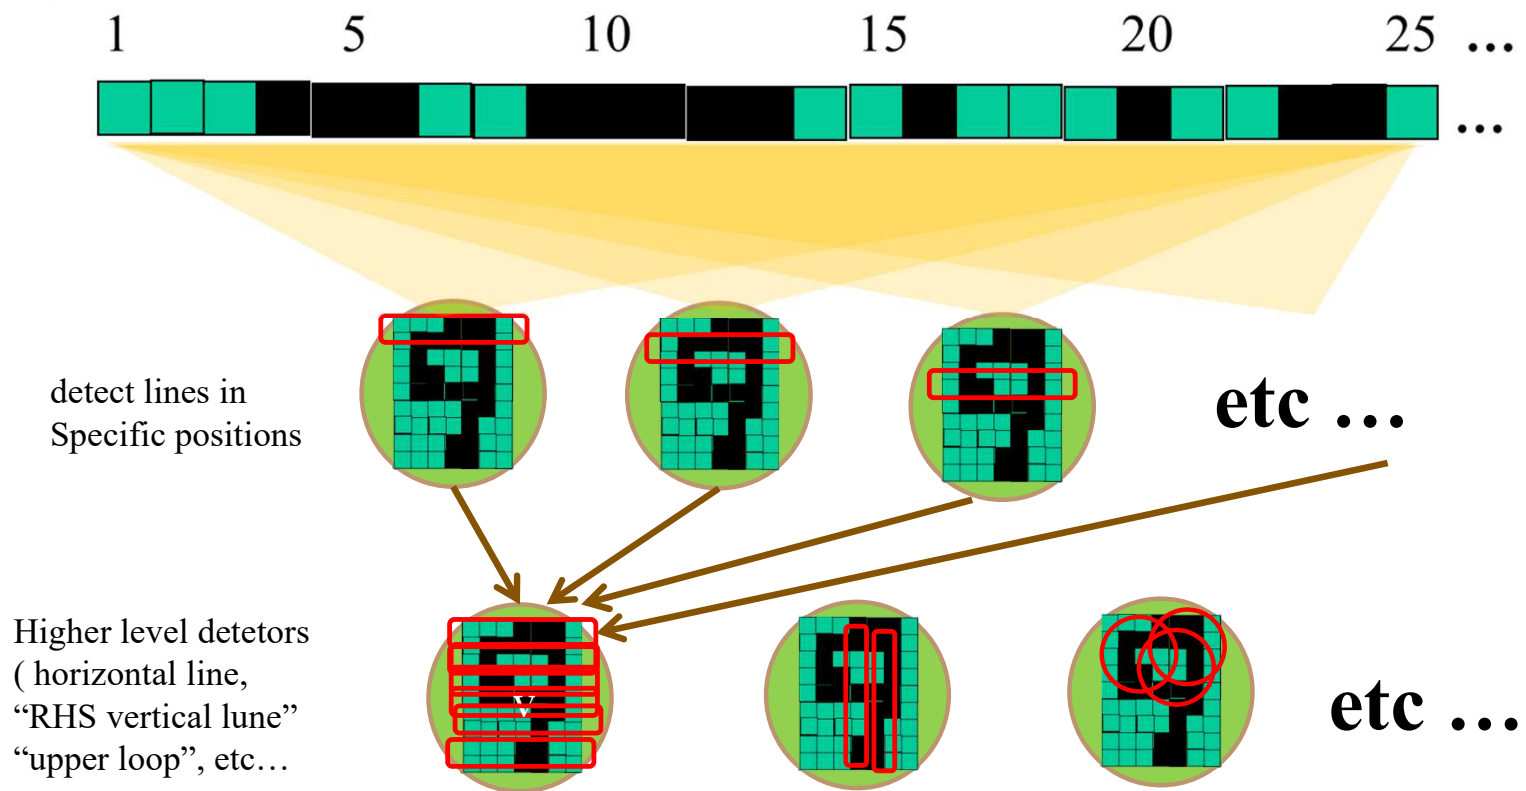 1 5 10 15 20 25 ...
...
detect lines in
Specific positions
etc ...
Higher level detetors
( horizontal line,
“RHS vertical lune”
“upper loop”, etc…
v
etc ...